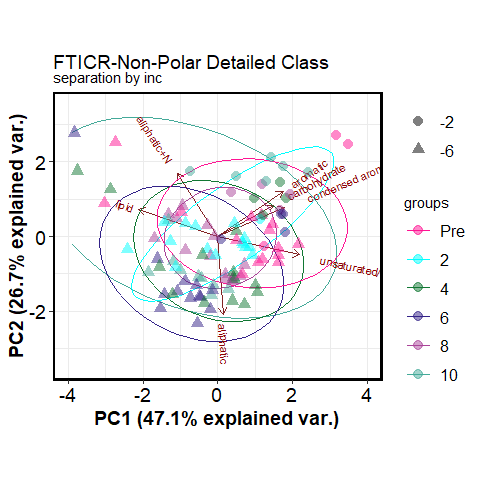 FTICR-Non-Polar Detailed Class
separation by inc
PC2 (26.7% explained var.)
2
0
-2
-4
-2
0
2
4
PC1 (47.1% explained var.)
aliphatic+N
aromatic
carbohydrate
condensed arom
lipid
unsaturated/
aliphatic
-2
-6
groups
Pre
2
4
6
8
10